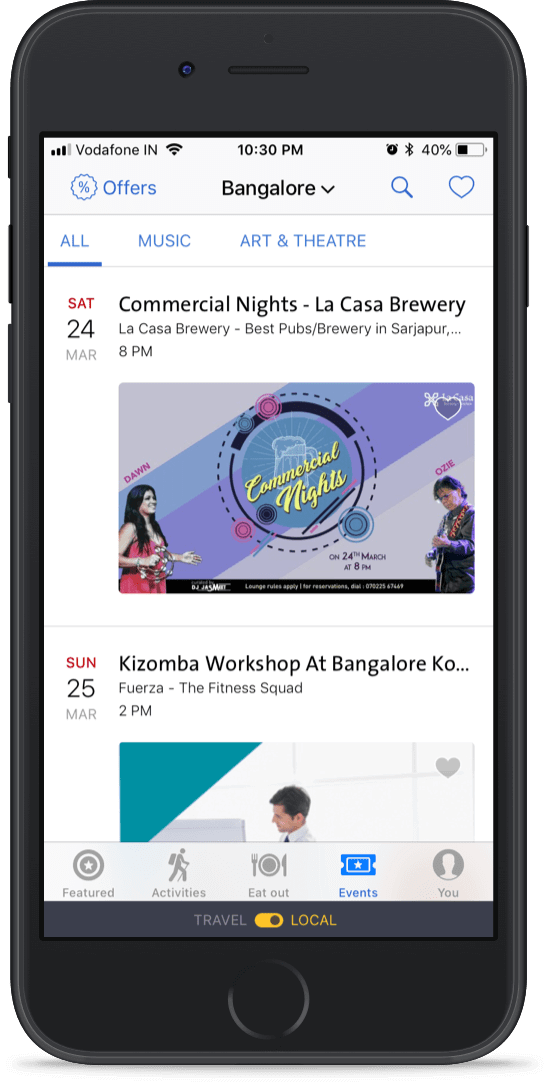 Vodafone IN
10:30 PM
40%
%
Offers
Bangalore
ALL
MUSIC
ART & THEATRE
SAT
24
MAR
Commercial Nights - La Casa Brewery
La Casa Brewery - Best Pubs/Brewery in Sarjapur,...
8 PM
La Casa
DAWN
OZIE
Commercial
Nights
ON 24TH MARCH
AT 8 PM
DJ JASMEET
Lounge rules apply | for reservations, dial : 070225 67469
SUN
25
MAR
Kizomba Workshop At Bangalore Ko...
Fuerza - The Fitness Squad
2 PM
Featured
Activities
Eat out
Events
You
TRAVEL
LOCAL